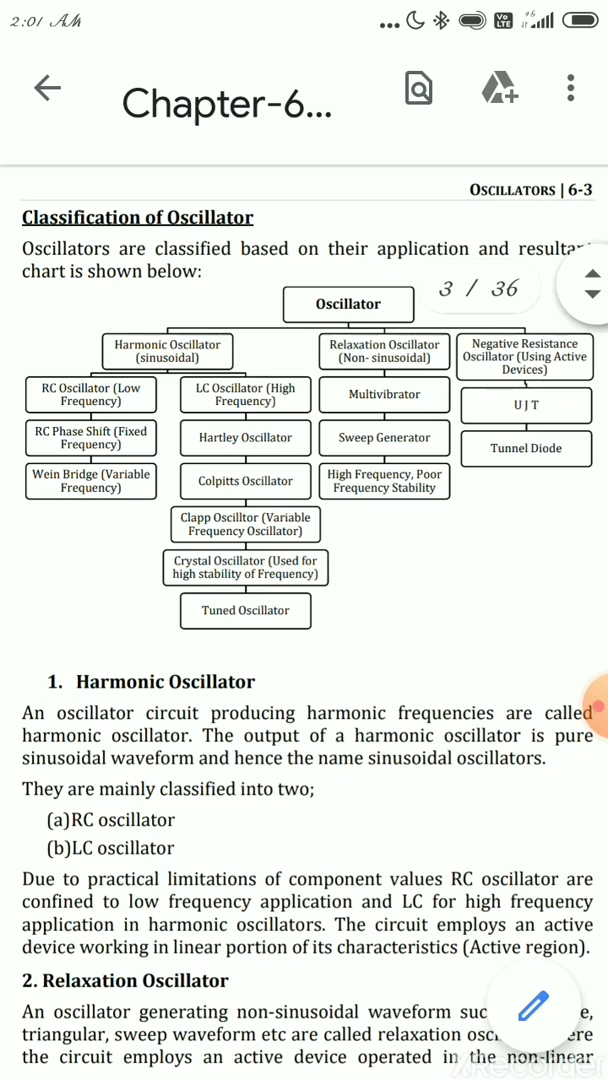 2:01 AM
Vo LTE
Chapter-6...
OSCILLATORS | 6-3
Classification of Oscillator
Oscillators are classified based on their application and
chart is shown below:
3 / 36
Oscillator
Harmonic Oscillator
(sinusoidal)
Relaxation Oscillator
(Non- sinusoidal)
Negative Resistance
Oscillator (Using Active
Devices)
RC Oscillator (Low
Frequency)
LC Oscillator (High
Frequency)
Multivibrator
U J T
RC Phase Shift (Fixed
Frequency)
Hartley Oscillator
Sweep Generator
Tunnel Diode
Wein Bridge (Variable
Frequency)
Colpitts Oscillator
High Frequency, Poor
Frequency Stability
Clapp Oscilltor (Variable
Frequency Oscillator)
Crystal Oscillator (Used for
high stability of Frequency)
Tuned Oscillator
1. Harmonic Oscillator
An oscillator circuit producing harmonic frequencies are called
harmonic oscillator. The output of a harmonic oscillator is pure
sinusoidal waveform and hence the name sinusoidal oscillators.
They are mainly classified into two;
(a)RC oscillator
(b)LC oscillator
Due to practical limitations of component values RC oscillator are
confined to low frequency application and LC for high frequency
application in harmonic oscillators. The circuit employs an active
device working in linear portion of its characteristics (Active region).
2. Relaxation Oscillator
An oscillator generating non-sinusoidal waveform
triangular, sweep waveform etc are called relaxation
the circuit employs an active device operated in the non-linear
XRecorder